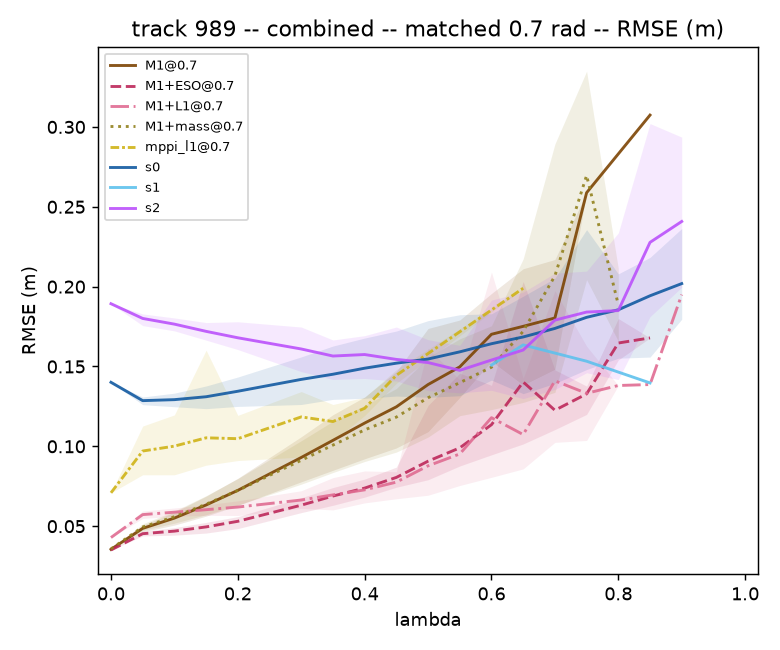 track 989 -- combined -- matched 0.7 rad -- RMSE (m)
M1@0.7
M1+ESO@0.7
M1+L1@0.7
M1+mass@0.7
mppi_l1@0.7
s0
s1
s2
RMSE (m)
0.30
0.25
0.20
0.15
0.10
0.05
0.0 0.2 0.4 0.6 0.8 1.0
lambda